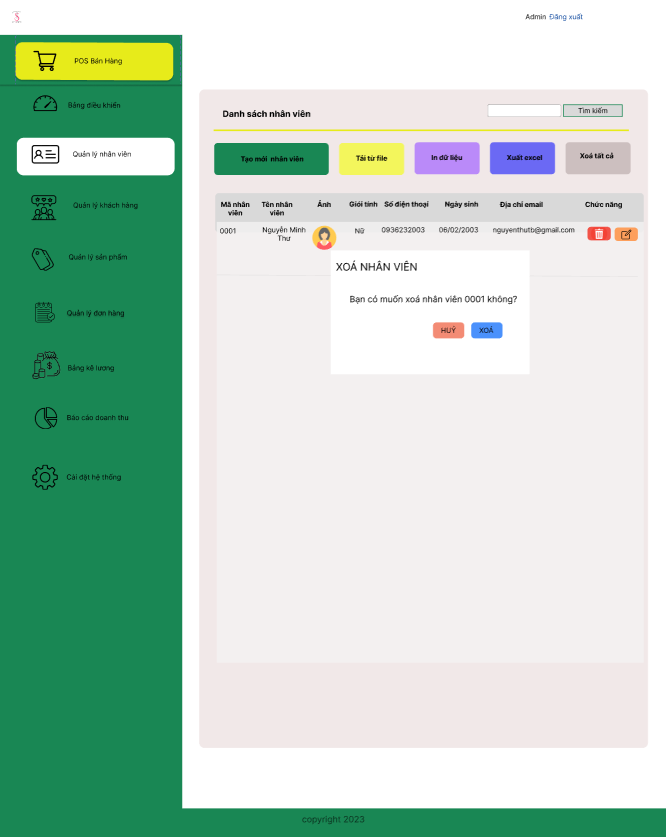 Admin Đăng xuất
POS Bán Hàng
Bảng điều khiển
Quản lý nhân viên
Quản lý khách hàng
Quản lý sản phẩm
Quản lý đơn hàng
Bảng kê lương
Báo cáo doanh thu
Cài đặt hệ thống
Danh sách nhân viên
Tìm kiếm
Tạo mới nhân viên
Tải từ file
In dữ liệu
Xuất excel
Xoá tất cả
Mã nhân viên
Tên nhân viên
Ảnh
Giới tính
Số điện thoại
Ngày sinh
Địa chỉ email
Chức năng
0001
Nguyễn Minh
Thư
Nữ
0936232003
06/02/2003
nguyenthutb@gmail.com
XOÁ NHÂN VIÊN
Bạn có muốn xoá nhân viên 0001 không?
HUỶ
XOÁ
copyright 2023